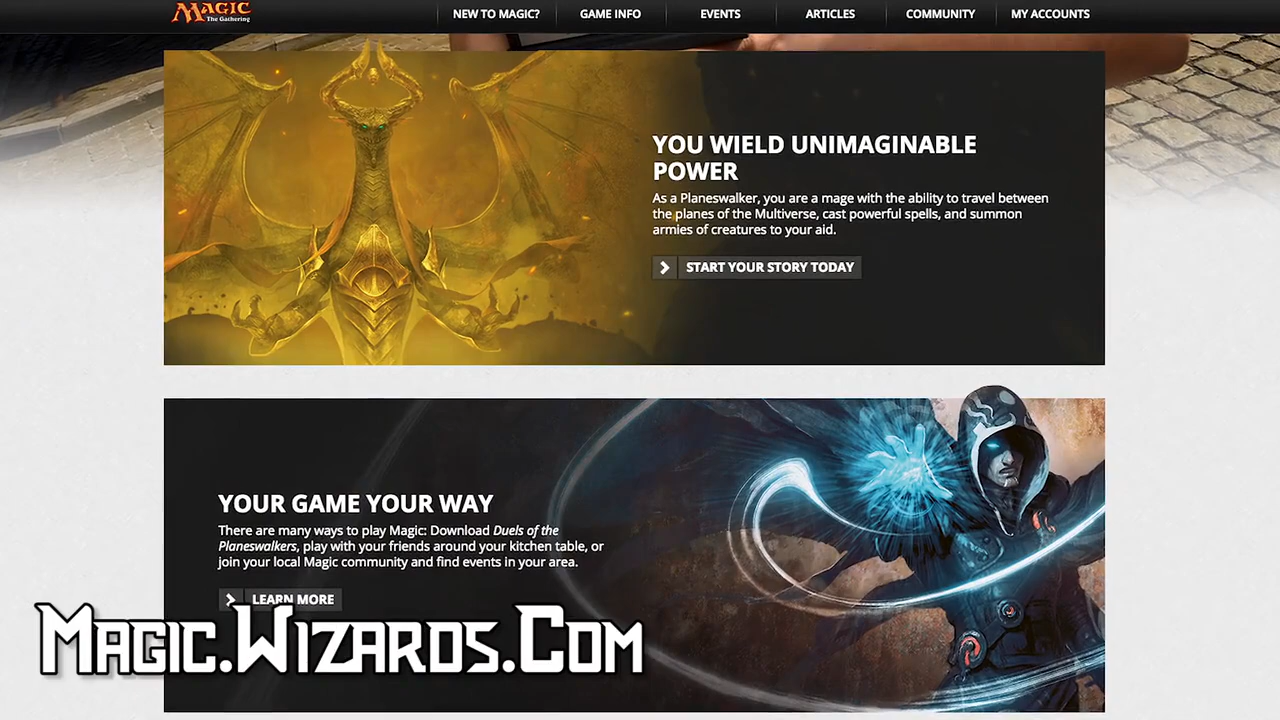 MAGIC
The Gathering
NEW TO MAGIC?
GAME INFO
EVENTS
ARTICLES
COMMUNITY
MY ACCOUNTS
YOU WIELD UNIMAGINABLE
POWER
As a Planeswalker, you are a mage with the ability to travel between
the planes of the Multiverse, cast powerful spells, and summon
armies of creatures to your aid.
START YOUR STORY TODAY
YOUR GAME YOUR WAY
There are many ways to play Magic: Download Duels of the
Planeswalkers, play with your friends around your kitchen table, or
join your local Magic community and find events in your area.
LEARN MORE
Magic.Wizards.Com